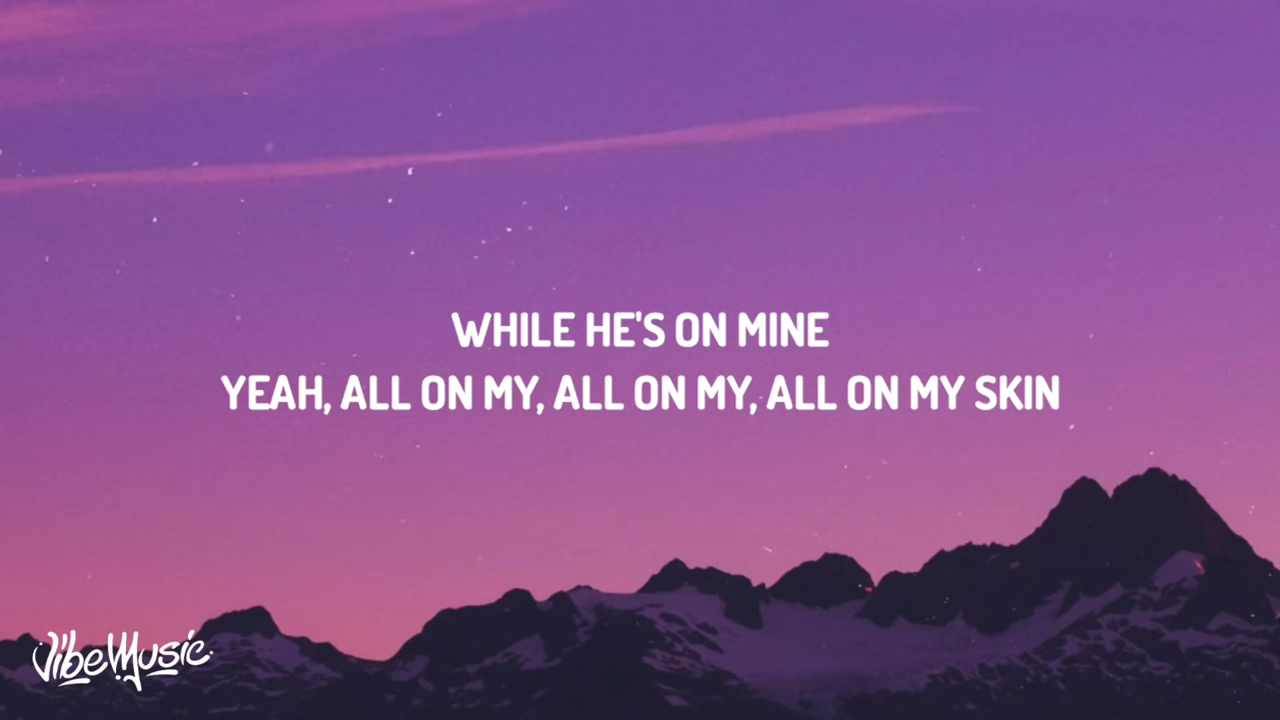 WHILE HE'S ON MINE
YEAH, ALL ON MY, ALL ON MY, ALL ON MY SKIN
VibeMusic